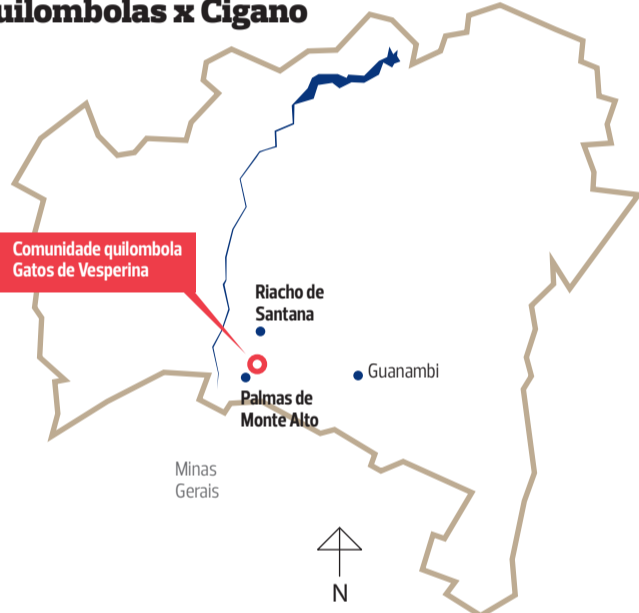 uilombolas x Cigano
Comunidade quilombola
Gatos de Vesperina
Riacho de
Santana
Guanambi
Palmas de
Monte Alto
Minas
Gerais
N